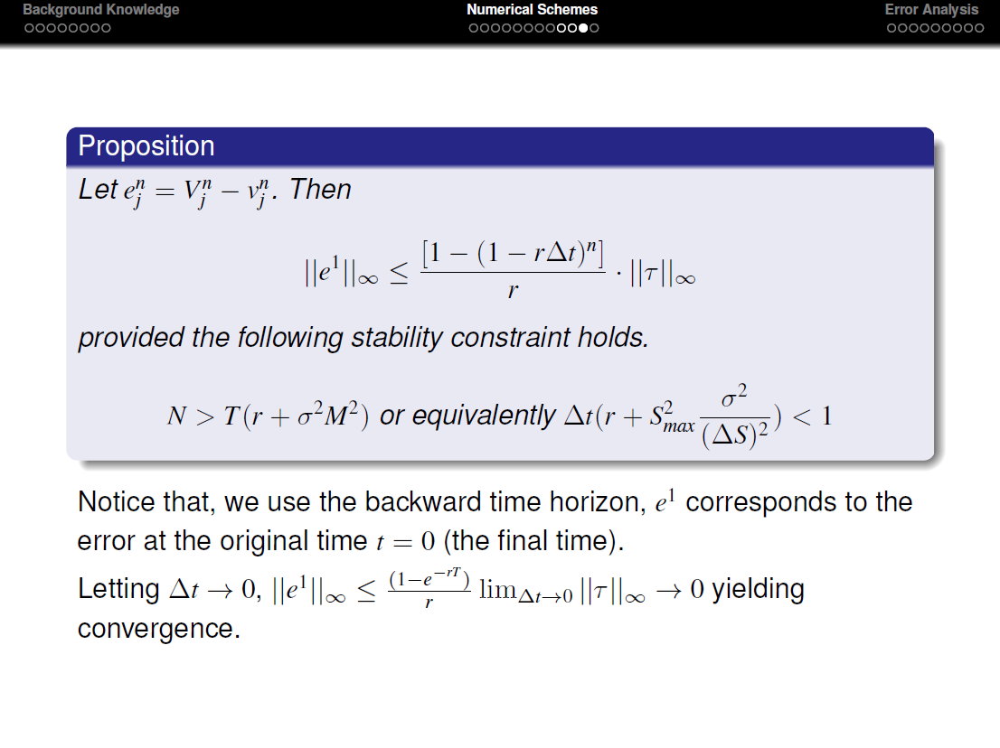 Background Knowledge Numerical Schemes Error Analysis
Proposition
Let $e_j^n = V_j^n - v_j^n$. Then
$||e^1||_\infty \leq \frac{[1 - (1 - r\Delta t)^n]}{r} \cdot ||\tau||_\infty$
provided the following stability constraint holds.
$N > T(r + \sigma^2 M^2)$ or equivalently $\Delta t(r + S_{max}^2 \frac{\sigma^2}{(\Delta S)^2}) < 1$
Notice that, we use the backward time horizon, $e^1$ corresponds to the
error at the original time $t = 0$ (the final time).
Letting $\Delta t \to 0$, $||e^1||_\infty \leq \frac{(1-e^{-rT})}{r} \lim_{\Delta t \to 0} ||\tau||_\infty \to 0$ yielding
convergence.